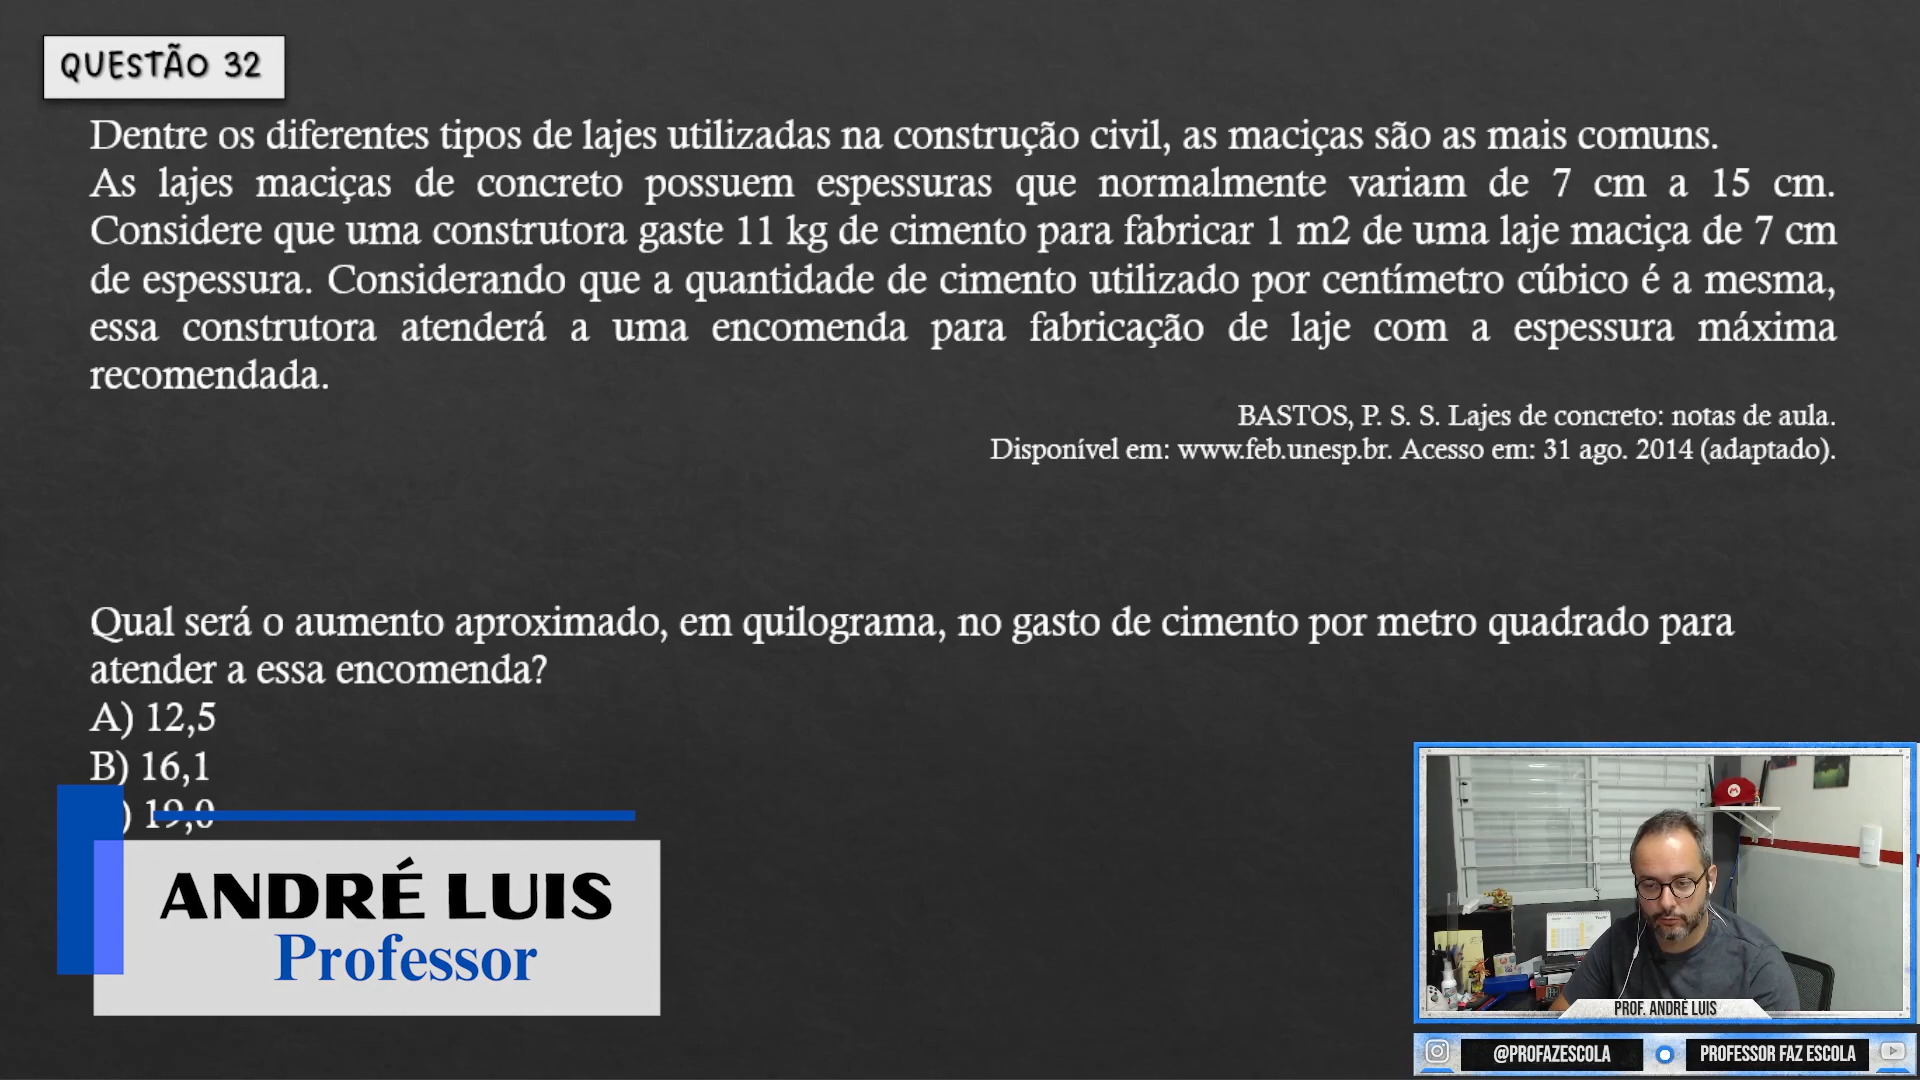 QUESTÃO 32
Dentre os diferentes tipos de lajes utilizadas na construção civil, as maciças são as mais comuns.
As lajes maciças de concreto possuem espessuras que normalmente variam de 7 cm a 15 cm.
Considere que uma construtora gaste 11 kg de cimento para fabricar 1 m2 de uma laje maciça de 7 cm
de espessura. Considerando que a quantidade de cimento utilizado por centímetro cúbico é a mesma,
essa construtora atenderá a uma encomenda para fabricação de laje com a espessura máxima
recomendada.
BASTOS, P. S. S. Lajes de concreto: notas de aula.
Disponível em: www.feb.unesp.br. Acesso em: 31 ago. 2014 (adaptado).
Qual será o aumento aproximado, em quilograma, no gasto de cimento por metro quadrado para
atender a essa encomenda?
A) 12,5
B) 16,1
) 19,0
ANDRÉ LUIS
Professor
PROF. ANDRÉ LUIS
@PROFAZESCOLA
PROFESSOR FAZ ESCOLA